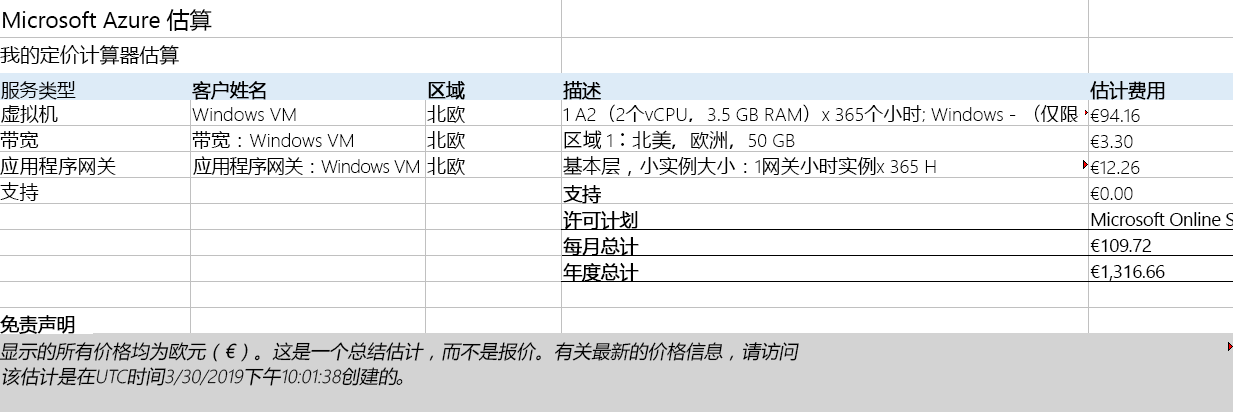 Microsoft Azure 估算
我的定价计算器估算
服务类型 客户姓名 区域 描述 估计费用
虚拟机 Windows VM 北欧 1 A2（2个vCPU，3.5 GB RAM）x 365个小时; Windows - （仅限 €94.16
带宽 带宽：Windows VM 北欧 区域 1：北美，欧洲，50 GB €3.30
应用程序网关 应用程序网关：Windows VM 北欧 基本层，小实例大小：1网关小时实例x 365 H €12.26
支持 支持 €0.00
许可计划 Microsoft Online S
每月总计 €109.72
年度总计 €1,316.66
免责声明
显示的所有价格均为欧元（€）。这是一个总结估计，而不是报价。有关最新的价格信息，请访问
该估计是在UTC时间3/30/2019下午10:01:38创建的。